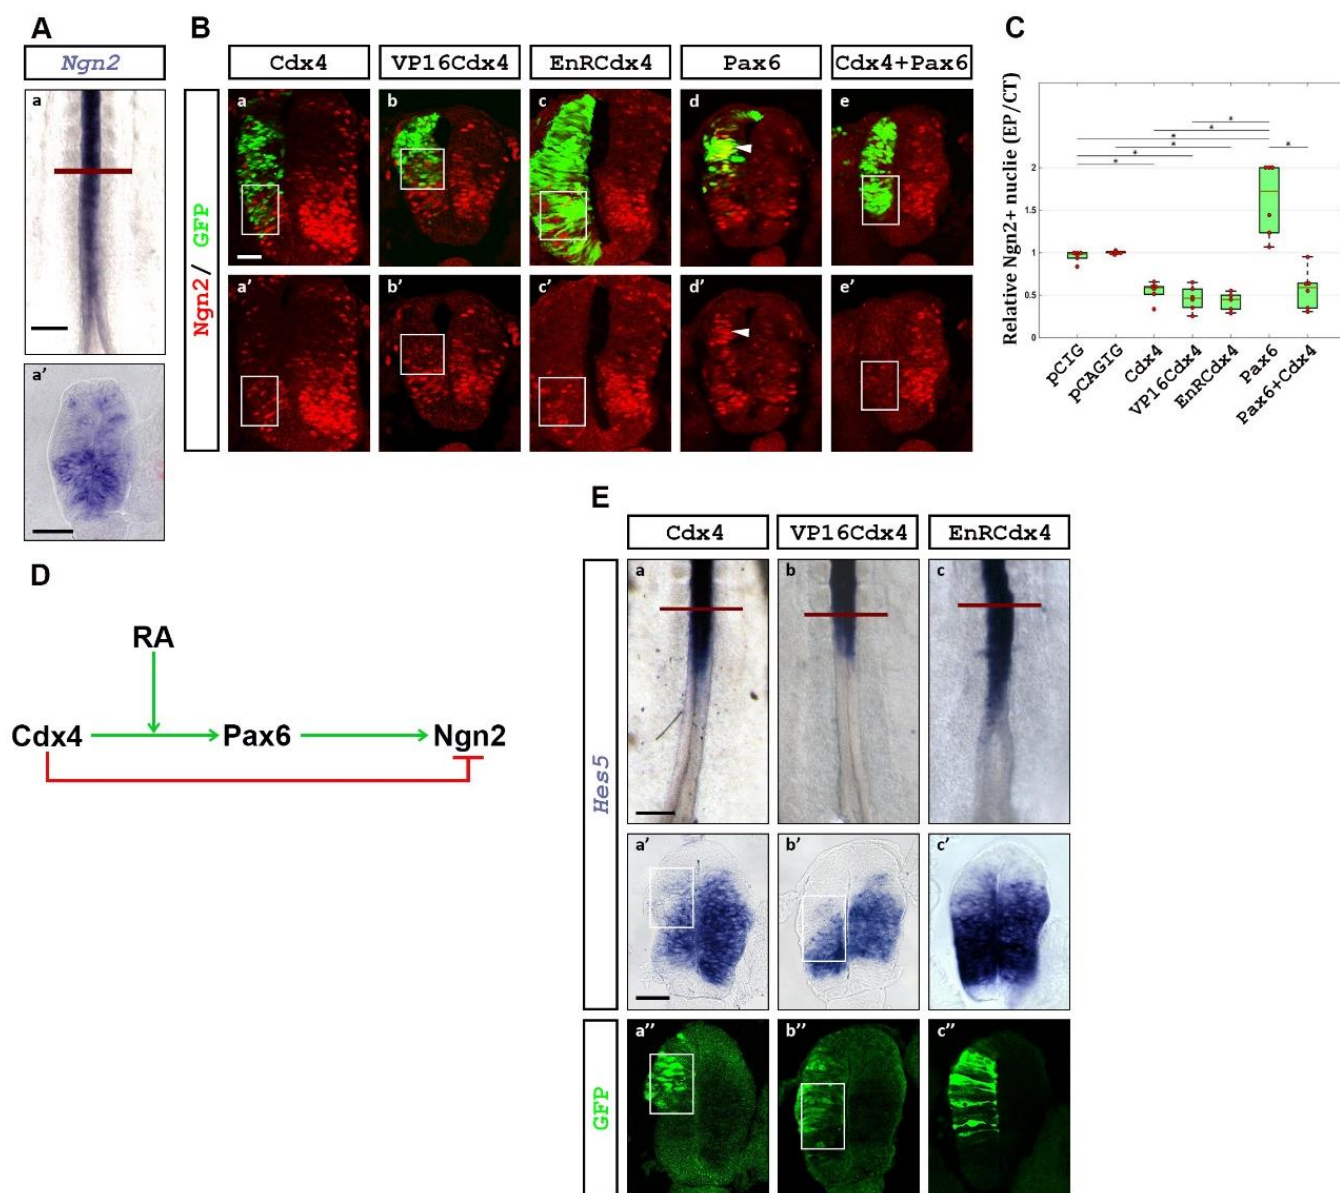 A
Ngn2
a
a'
B
Cdx4
VP16Cdx4
EnRCdx4
Pax6
Cdx4+Pax6
Ngn2/ GFP
a
b
c
d
e
a'
b'
c'
d'
e'
C
Relative Ngn2+ nuclie (EP/CT)
2
1.5
1
0.5
0
* * * * * * *
pCIG
pCAGIG
Cdx4
VP16Cdx4
EnRCdx4
Pax6
Pax6+Cdx4
D
RA
Cdx4
Pax6
Ngn2
E
Cdx4
VP16Cdx4
EnRCdx4
Hes5
a
b
c
a'
b'
c'
GFP
a''
b''
c''